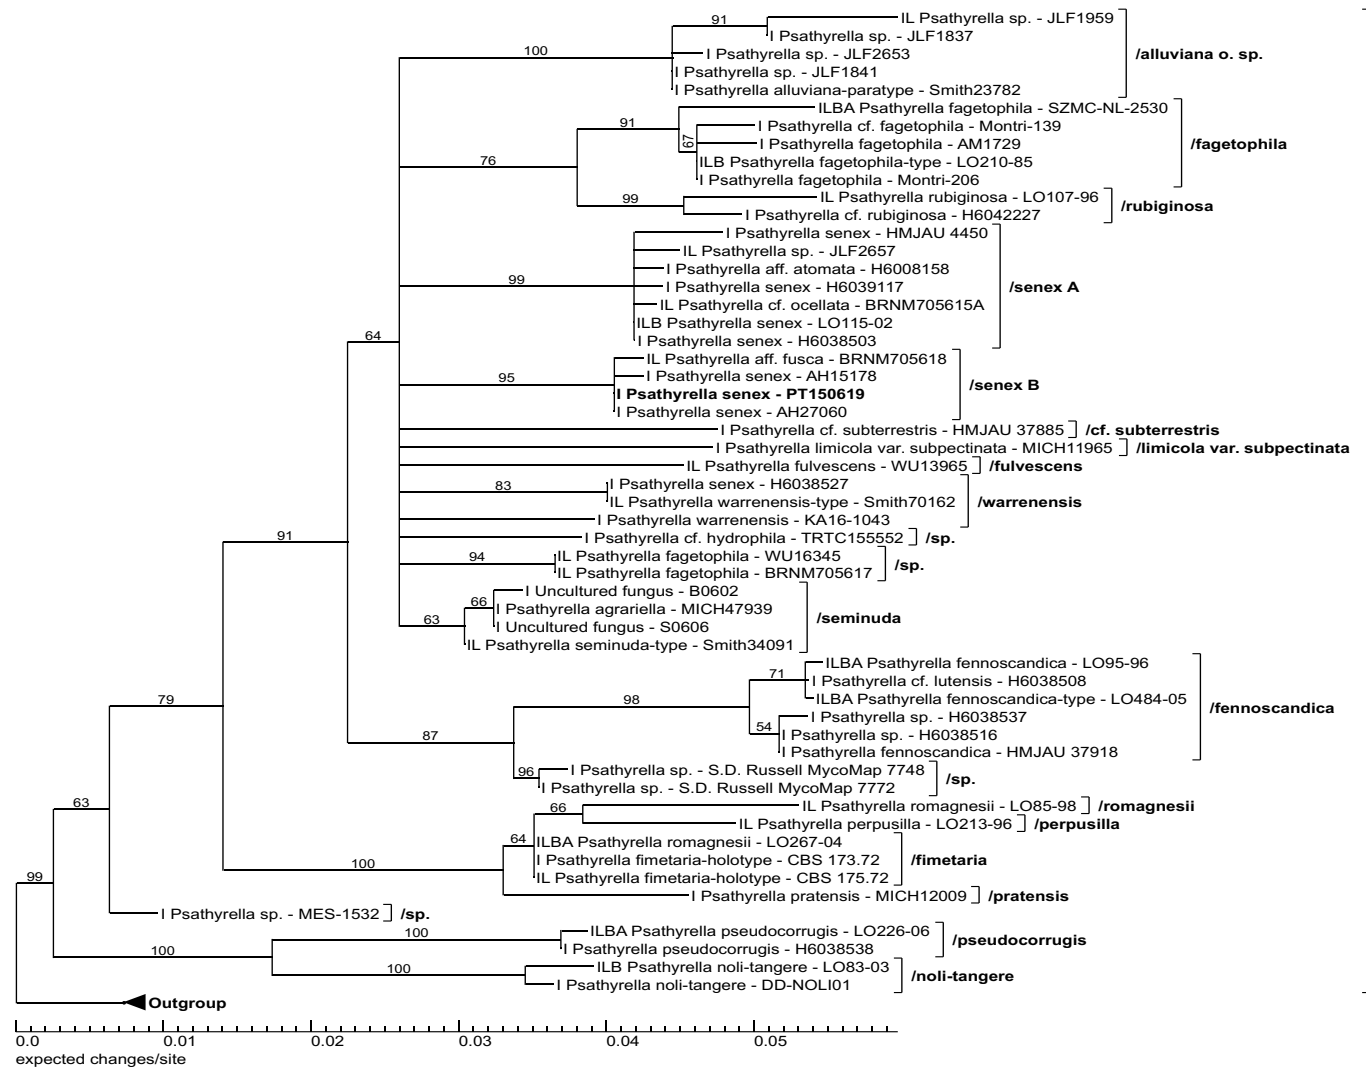 IL Psathyrella sp. - JLF1959
91
I Psathyrella sp. - JLF1837
100
I Psathyrella sp. - JLF2653
/alluviana o. sp.
I Psathyrella sp. - JLF1841
I Psathyrella alluviana-paratype - Smith23782
ILBA Psathyrella fagetophila - SZMC-NL-2530
91
I Psathyrella cf. fagetophila - Montri-139
67
I Psathyrella fagetophila - AM1729
/fagetophila
76
ILB Psathyrella fagetophila-type - LO210-85
I Psathyrella fagetophila - Montri-206
99
IL Psathyrella rubiginosa - LO107-96
/rubiginosa
I Psathyrella cf. rubiginosa - H6042227
I Psathyrella senex - HMJAU 4450
IL Psathyrella sp. - JLF2657
I Psathyrella aff. atomata - H6008158
99
I Psathyrella senex - H6039117
/senex A
IL Psathyrella cf. ocellata - BRNM705615A
ILB Psathyrella senex - LO115-02
64
I Psathyrella senex - H6038503
IL Psathyrella aff. fusca - BRNM705618
95
I Psathyrella senex - AH15178
/senex B
I Psathyrella senex - PT150619
I Psathyrella senex - AH27060
I Psathyrella cf. subterrestris - HMJAU 37885
/cf. subterrestris
I Psathyrella limicola var. subpectinata - MICH11965
/limicola var. subpectinata
IL Psathyrella fulvescens - WU13965
/fulvescens
83
I Psathyrella senex - H6038527
IL Psathyrella warrenensis-type - Smith70162
/warrenensis
I Psathyrella warrenensis - KA16-1043
91
I Psathyrella cf. hydrophila - TRTC155552
/sp.
94
IL Psathyrella fagetophila - WU16345
/sp.
IL Psathyrella fagetophila - BRNM705617
I Uncultured fungus - B0602
66
I Psathyrella agrariella - MICH47939
63
/seminuda
I Uncultured fungus - S0606
IL Psathyrella seminuda-type - Smith34091
ILBA Psathyrella fennoscandica - LO95-96
71
I Psathyrella cf. lutensis - H6038508
79
98
ILBA Psathyrella fennoscandica-type - LO484-05
/fennoscandica
I Psathyrella sp. - H6038537
87
54
I Psathyrella sp. - H6038516
I Psathyrella fennoscandica - HMJAU 37918
96
I Psathyrella sp. - S.D. Russell MycoMap 7748
/sp.
I Psathyrella sp. - S.D. Russell MycoMap 7772
63
66
IL Psathyrella romagnesii - LO85-98
/romagnesii
IL Psathyrella perpusilla - LO213-96
/perpusilla
64
ILBA Psathyrella romagnesii - LO267-04
100
I Psathyrella fimetaria-holotype - CBS 173.72
/fimetaria
99
IL Psathyrella fimetaria-holotype - CBS 175.72
I Psathyrella pratensis - MICH12009
/pratensis
I Psathyrella sp. - MES-1532
/sp.
100
ILBA Psathyrella pseudocorrugis - LO226-06
/pseudocorrugis
100
I Psathyrella pseudocorrugis - H6038538
100
ILB Psathyrella noli-tangere - LO83-03
/noli-tangere
I Psathyrella noli-tangere - DD-NOLI01
Outgroup
0.0 0.01 0.02 0.03 0.04 0.05
expected changes/site